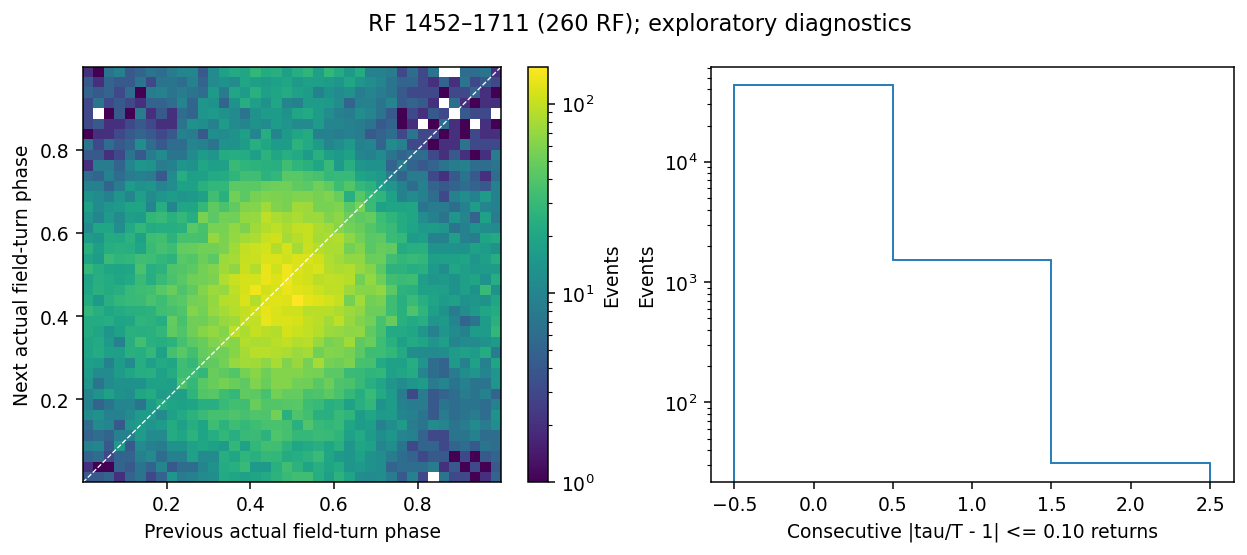 RF 1452–1711 (260 RF); exploratory diagnostics
Next actual field-turn phase
0.8
0.6
0.4
0.2
0.2 0.4 0.6 0.8
Previous actual field-turn phase
10²
10¹
10⁰
Events
Events
10⁴
10³
10²
−0.5 0.0 0.5 1.0 1.5 2.0 2.5
Consecutive |tau/T - 1| <= 0.10 returns